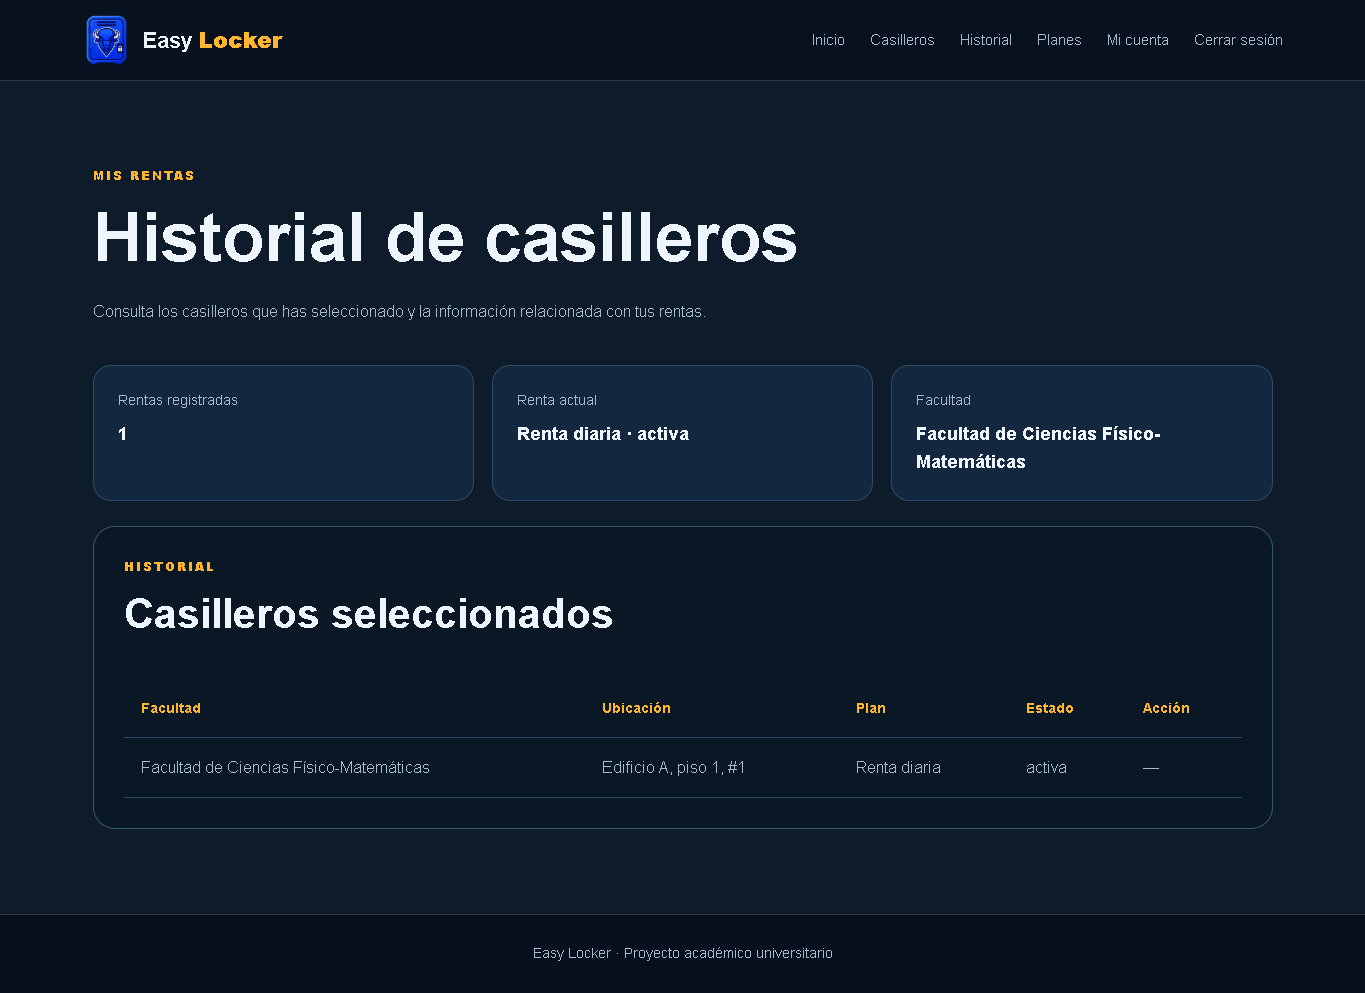 Easy Locker
Inicio Casilleros Historial Planes Mi cuenta Cerrar sesión
MIS RENTAS
Historial de casilleros
Consulta los casilleros que has seleccionado y la información relacionada con tus rentas.
Rentas registradas
1
Renta actual
Renta diaria · activa
Facultad
Facultad de Ciencias Físico-
Matemáticas
HISTORIAL
Casilleros seleccionados
Facultad Ubicación Plan Estado Acción
Facultad de Ciencias Físico-Matemáticas Edificio A, piso 1, #1 Renta diaria activa —
Easy Locker · Proyecto académico universitario